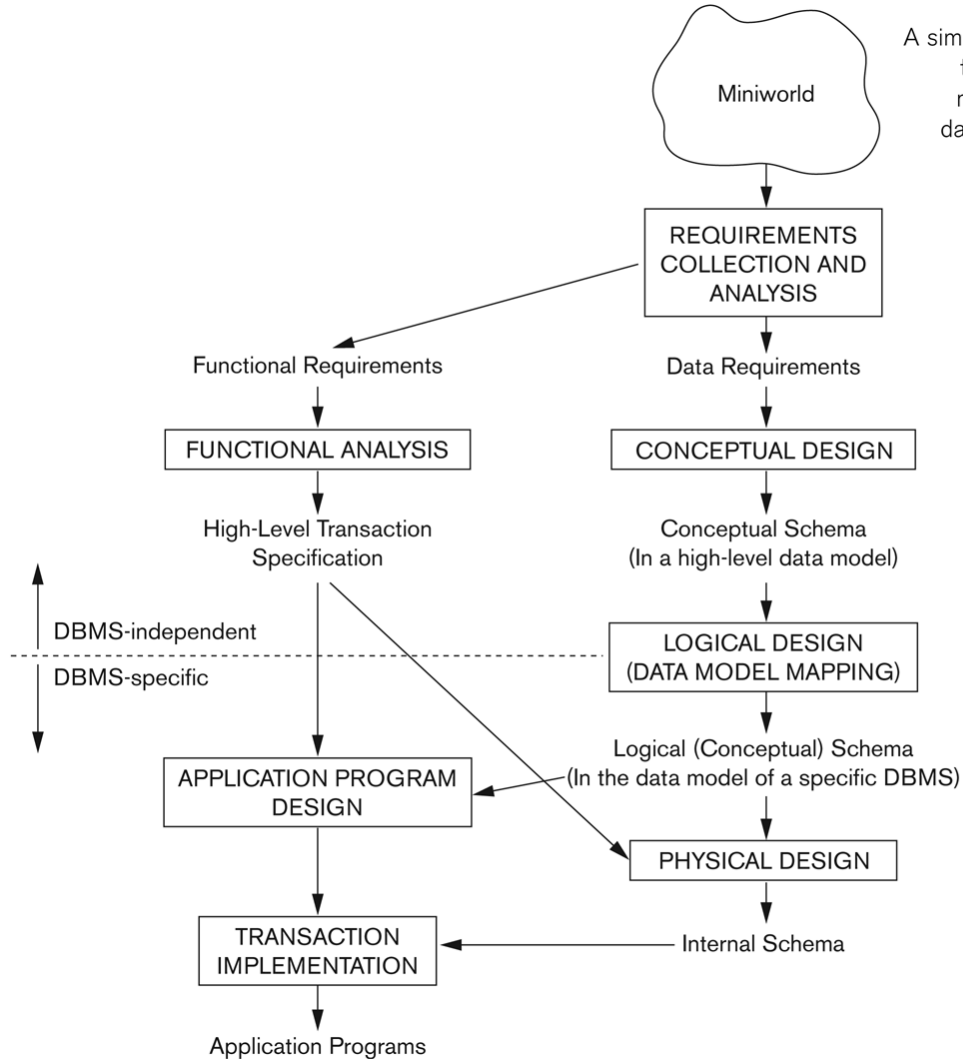 A sim
t
r
da
Miniworld
REQUIREMENTS
COLLECTION AND
ANALYSIS
Functional Requirements
Data Requirements
FUNCTIONAL ANALYSIS
CONCEPTUAL DESIGN
High-Level Transaction
Specification
Conceptual Schema
(In a high-level data model)
DBMS-independent
DBMS-specific
LOGICAL DESIGN
(DATA MODEL MAPPING)
Logical (Conceptual) Schema
(In the data model of a specific DBMS)
APPLICATION PROGRAM
DESIGN
PHYSICAL DESIGN
TRANSACTION
IMPLEMENTATION
Internal Schema
Application Programs